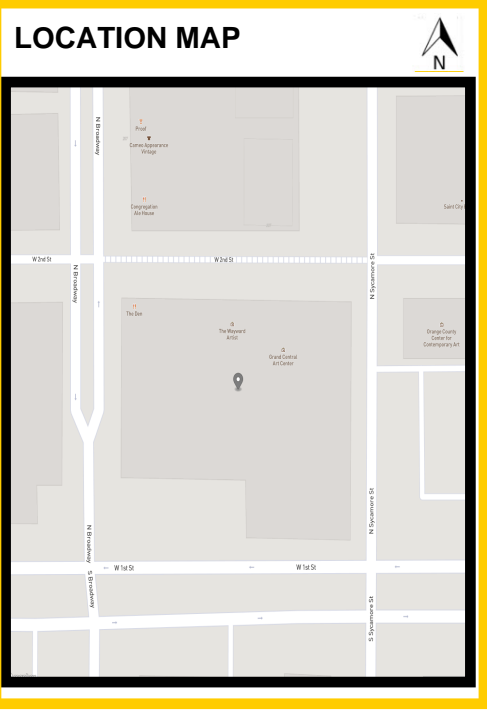 LOCATION MAP
N
N Broadway
Proof
Cameo Appearance
Vintage
Congregation
Ale House
Saint City
W 2nd St
W 2nd St
N Broadway
N Sycamore St
The Den
The Wayward
Artist
Grand Central
Art Center
Orange County
Center for
Contemporary Art
N Sycamore St
N Broadway
W 1st St
W 1st St
S Broadway
S Sycamore St